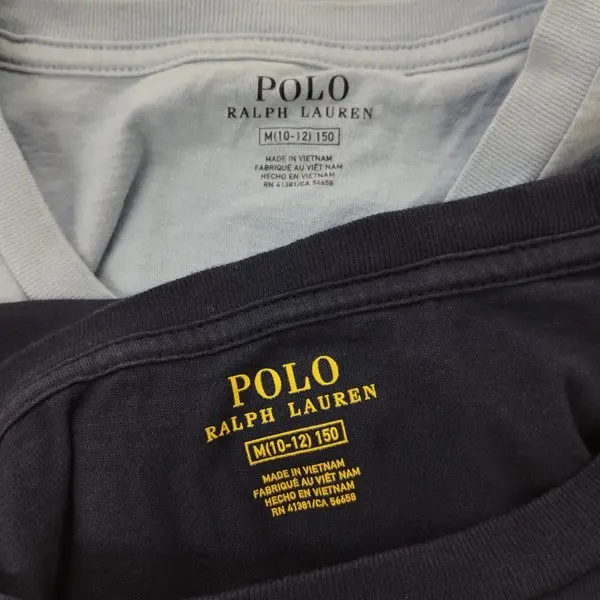 POLO
RALPH LAUREN
M(10-12) 150
MADE IN VIETNAM
FABRIQUÉ AU VIÊT NAM
HECHO EN VIETNAM
RN 41381/CA 56658
POLO
RALPH LAUREN
M(10-12) 150
MADE IN VIETNAM
FABRIQUÉ AU VIÊT NAM
HECHO EN VIETNAM
RN 41381/CA 56658